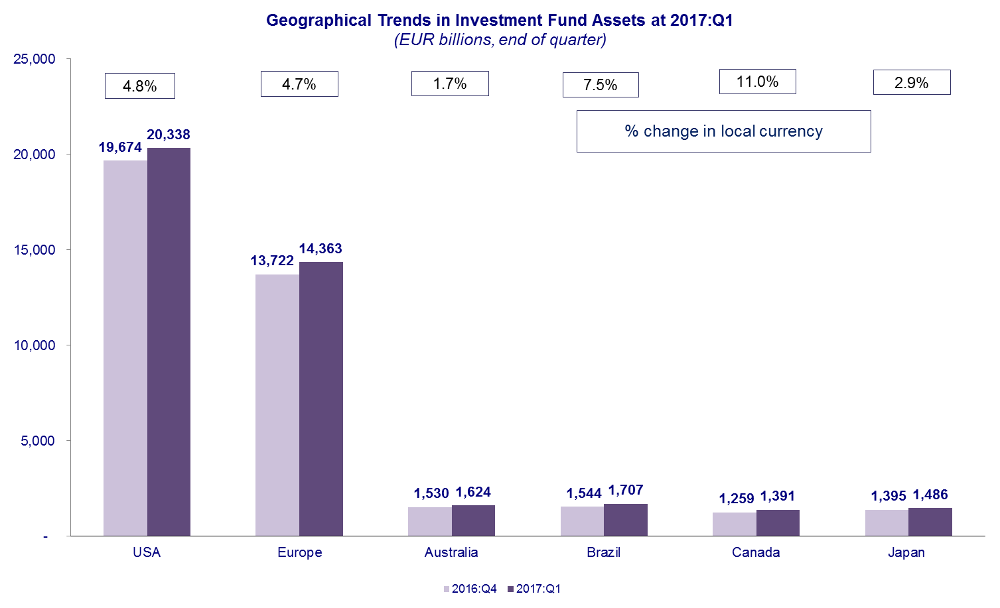 Geographical Trends in Investment Fund Assets at 2017:Q1
(EUR billions, end of quarter)
25,000
4.8% 4.7% 1.7% 7.5% 11.0% 2.9%
% change in local currency
19,674 20,338
20,000
15,000
13,722 14,363
10,000
5,000
1,530 1,624 1,544 1,707 1,259 1,391 1,395 1,486
-
USA Europe Australia Brazil Canada Japan
2016:Q4 2017:Q1